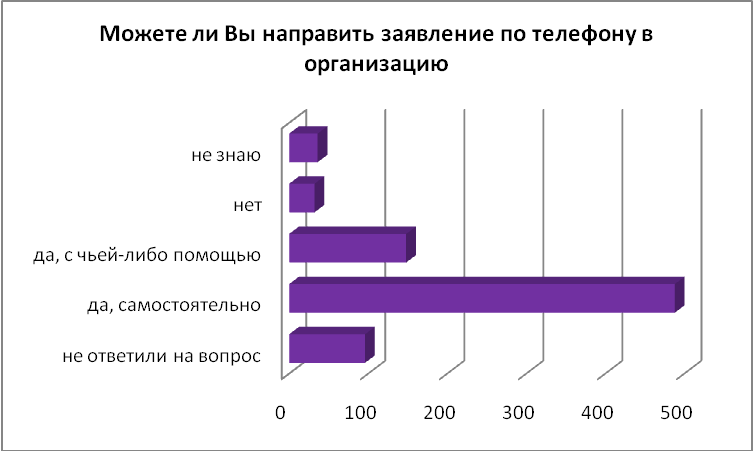 Можете ли Вы направить заявление по телефону в
организацию
не знаю
нет
да, с чьей-либо помощью
да, самостоятельно
не ответили на вопрос
0 100 200 300 400 500